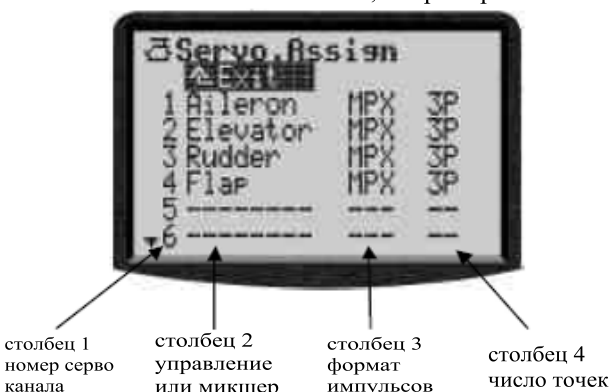 Servo.Assign
Exit
1 Aileron MPX 3P
2 Elevator MPX 3P
3 Rudder MPX 3P
4 Flap MPX 3P
5 -------- --- --
6 -------- --- --
столбец 1
номер серво
канала
столбец 2
управление
или микшер
столбец 3
формат
импульсов
столбец 4
число точек